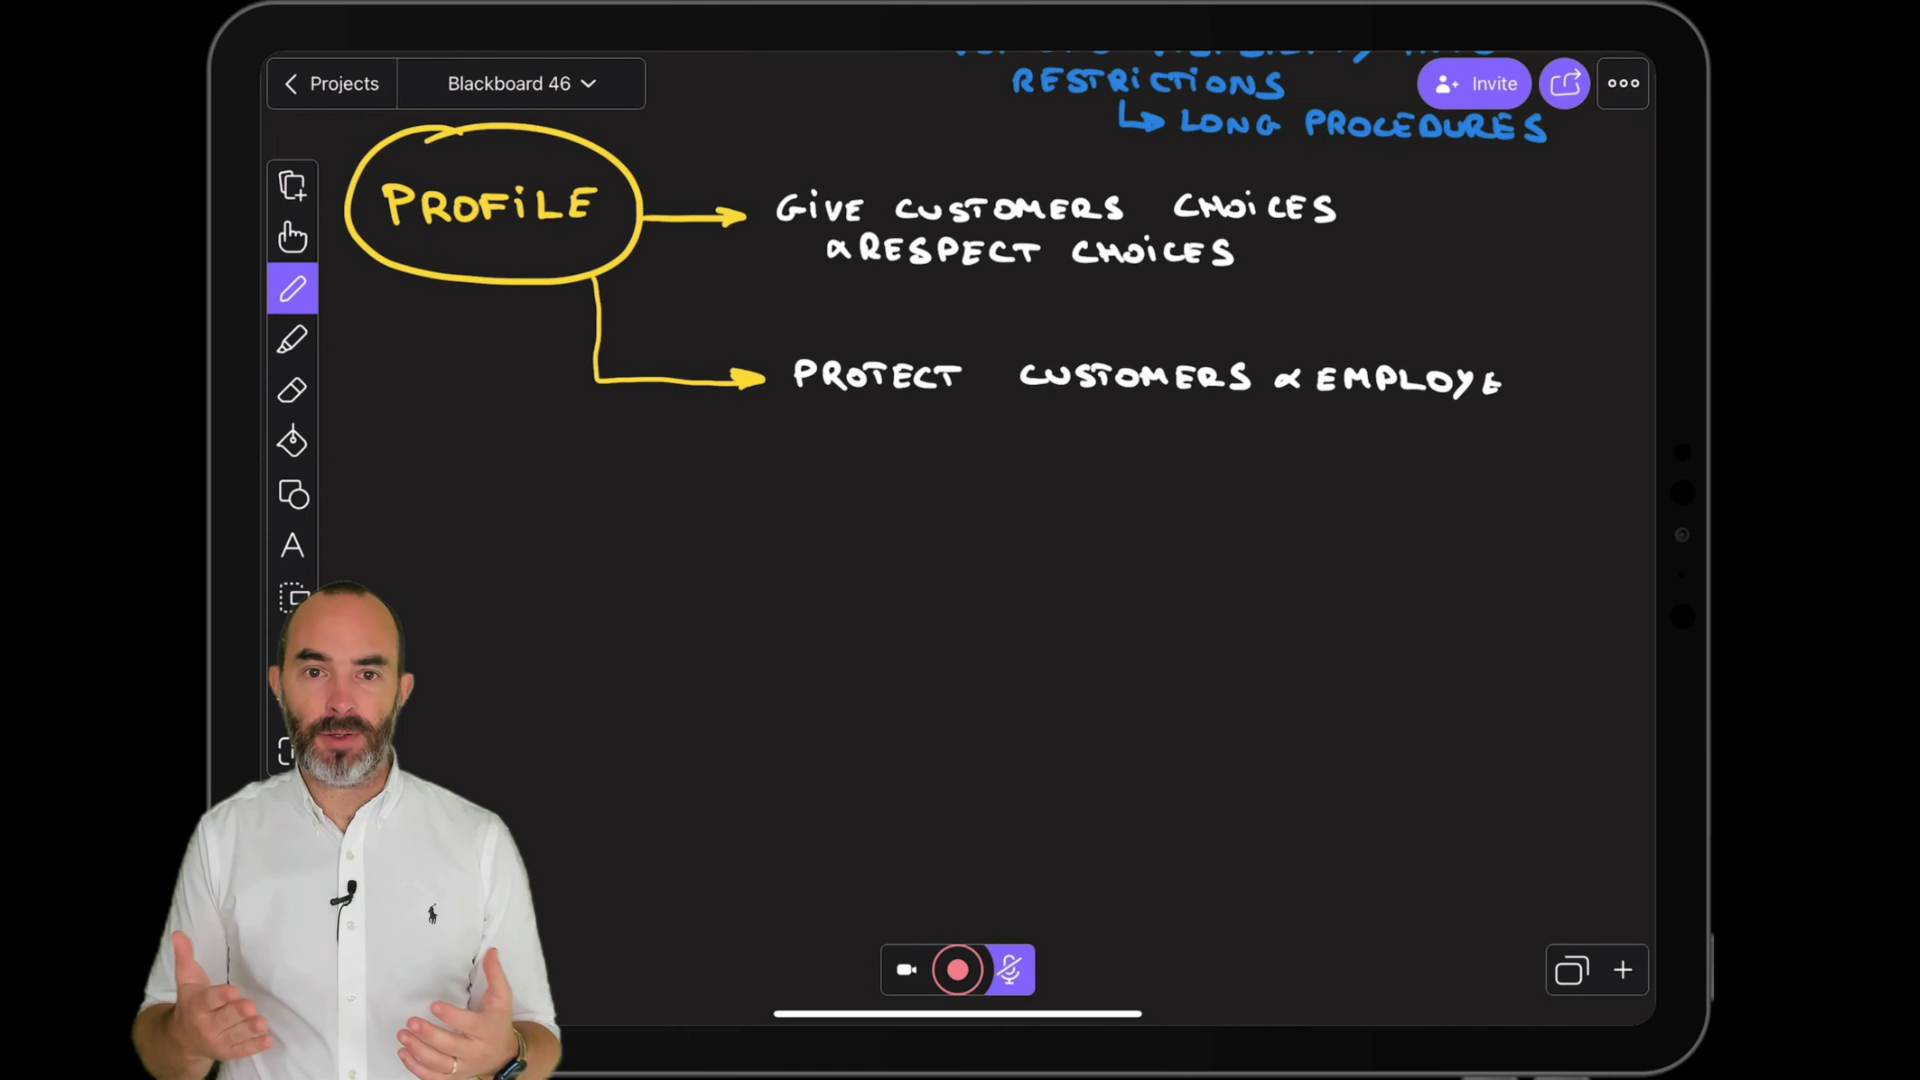 RESTRICTIONS
Projects
Blackboard 46
Invite
LONG PROCEDURES
PROFILE
GIVE CUSTOMERS CHOICES
& RESPECT CHOICES
PROTECT CUSTOMERS & EMPLOYE
A